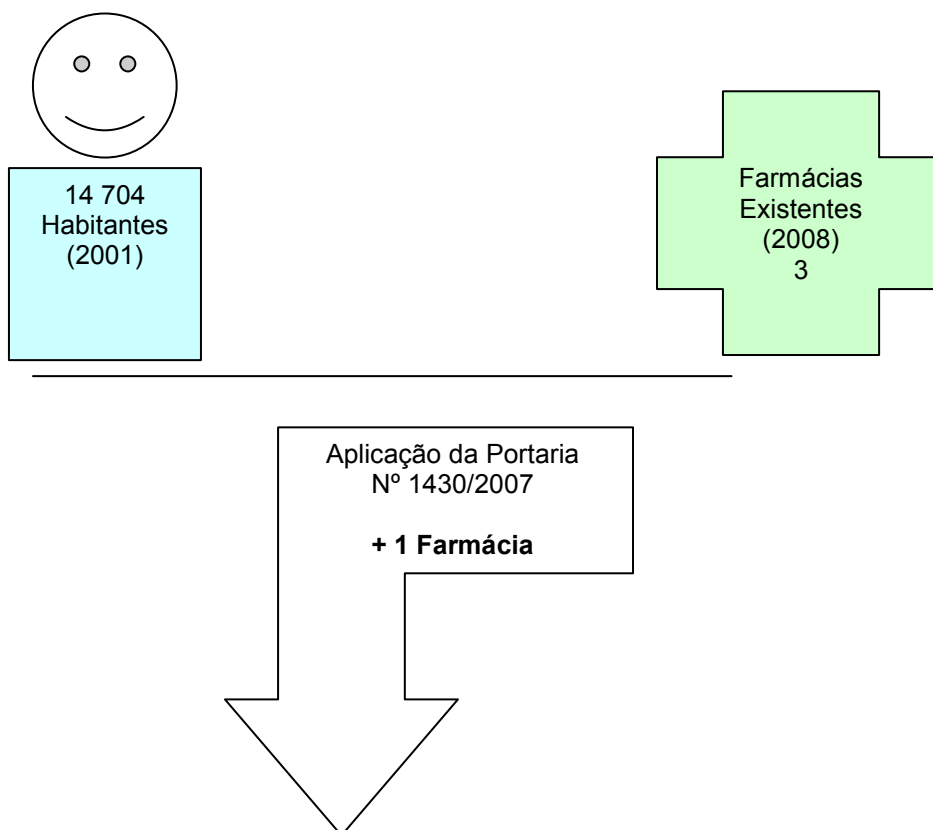 14 704
Habitantes
(2001)
Farmácias
Existentes
(2008)
3
Aplicação da Portaria
Nº 1430/2007
+ 1 Farmácia